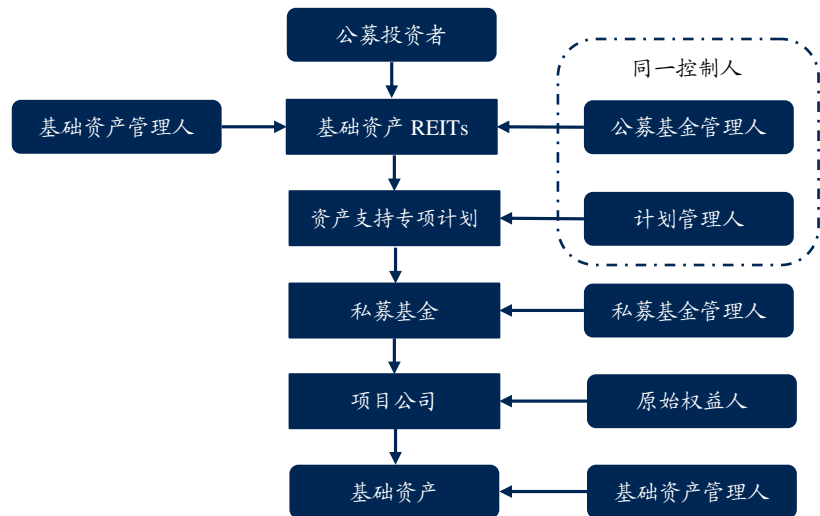 公募投资者
同一控制人
基础资产管理人
基础资产 REITs
公募基金管理人
资产支持专项计划
计划管理人
私募基金
私募基金管理人
项目公司
原始权益人
基础资产
基础资产管理人